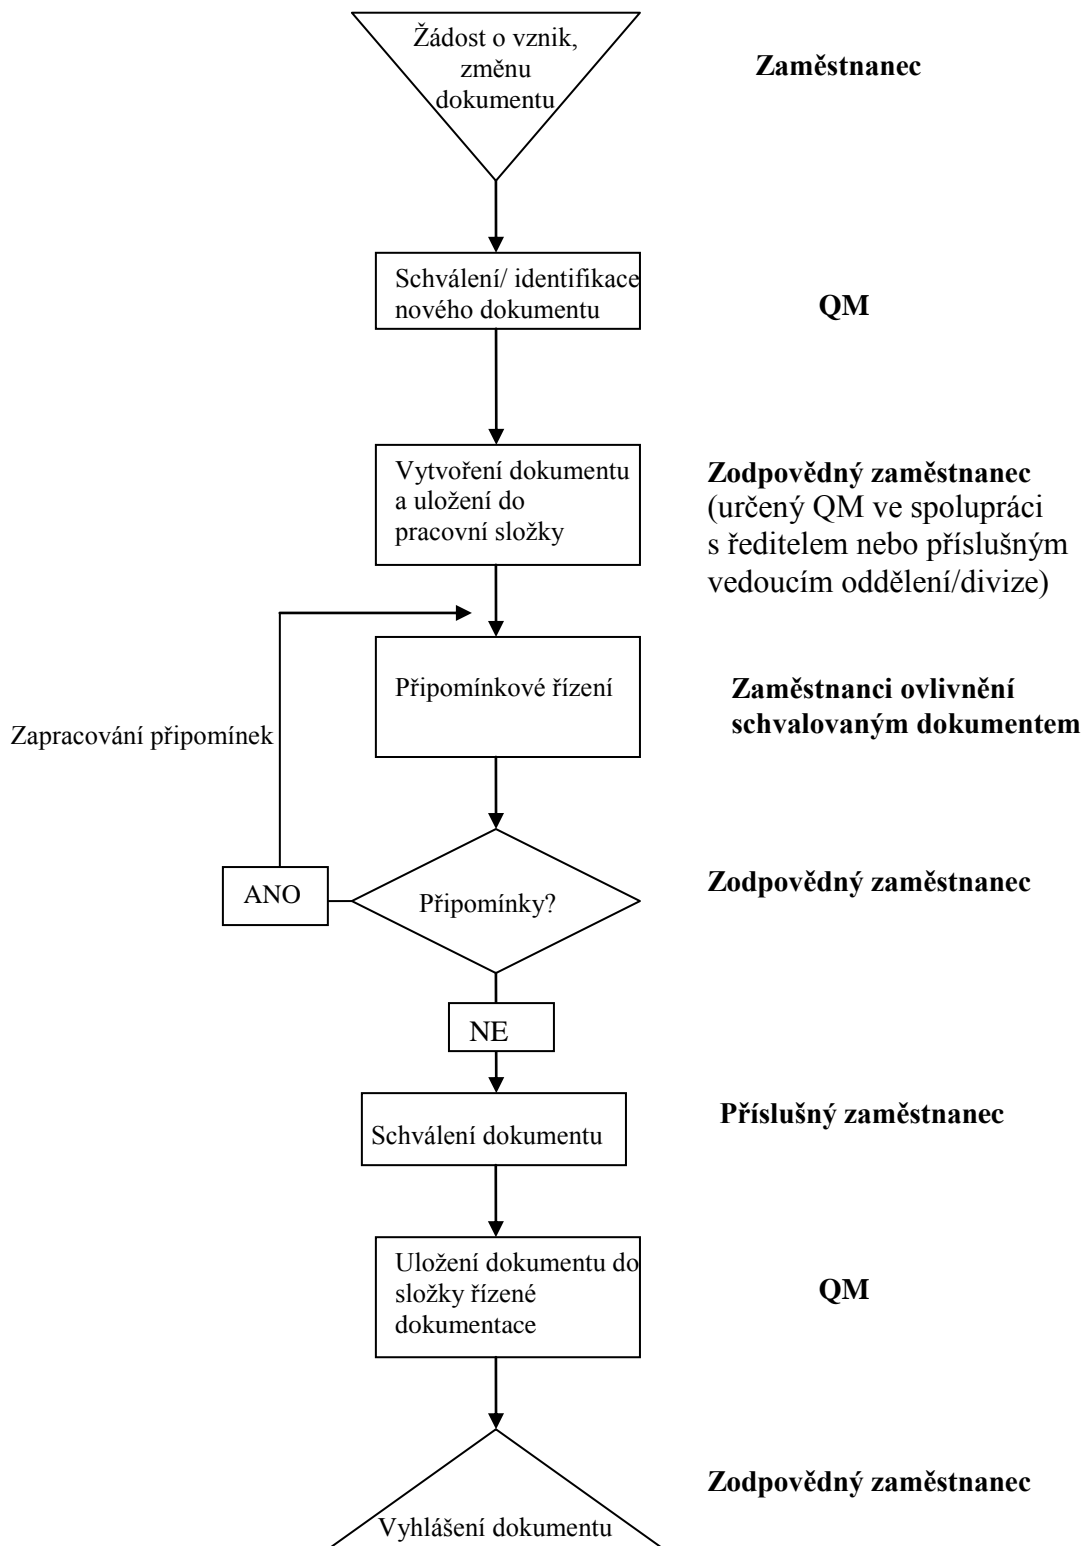 Žádost o vznik,
změnu
dokumentu
Zaměstnanec
Schválení/ identifikace
nového dokumentu
QM
Vytvoření dokumentu
a uložení do
pracovní složky
Zodpovědný zaměstnanec
(určený QM ve spolupráci
s ředitelem nebo příslušným
vedoucím oddělení/divize)
Připomínkové řízení
Zaměstnanci ovlivnění
schvalovaným dokumentem
Zapracování připomínek
ANO
Připomínky?
Zodpovědný zaměstnanec
NE
Schválení dokumentu
Příslušný zaměstnanec
Uložení dokumentu do
složky řízené
dokumentace
QM
Vyhlášení dokumentu
Zodpovědný zaměstnanec